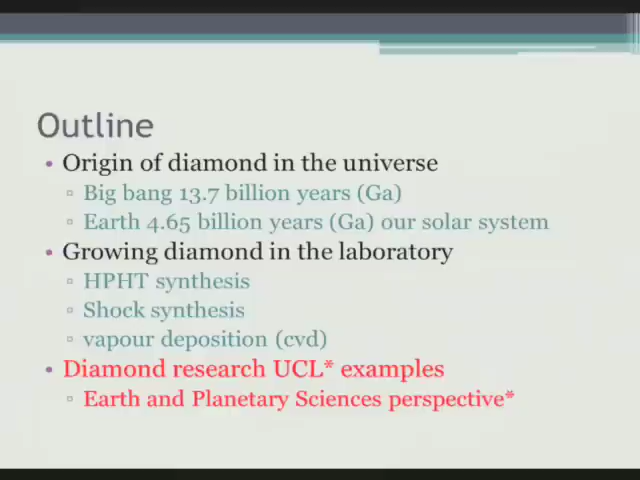 Outline
• Origin of diamond in the universe
▫ Big bang 13.7 billion years (Ga)
▫ Earth 4.65 billion years (Ga) our solar system
• Growing diamond in the laboratory
▫ HPHT synthesis
▫ Shock synthesis
▫ vapour deposition (cvd)
• Diamond research UCL* examples
▫ Earth and Planetary Sciences perspective*